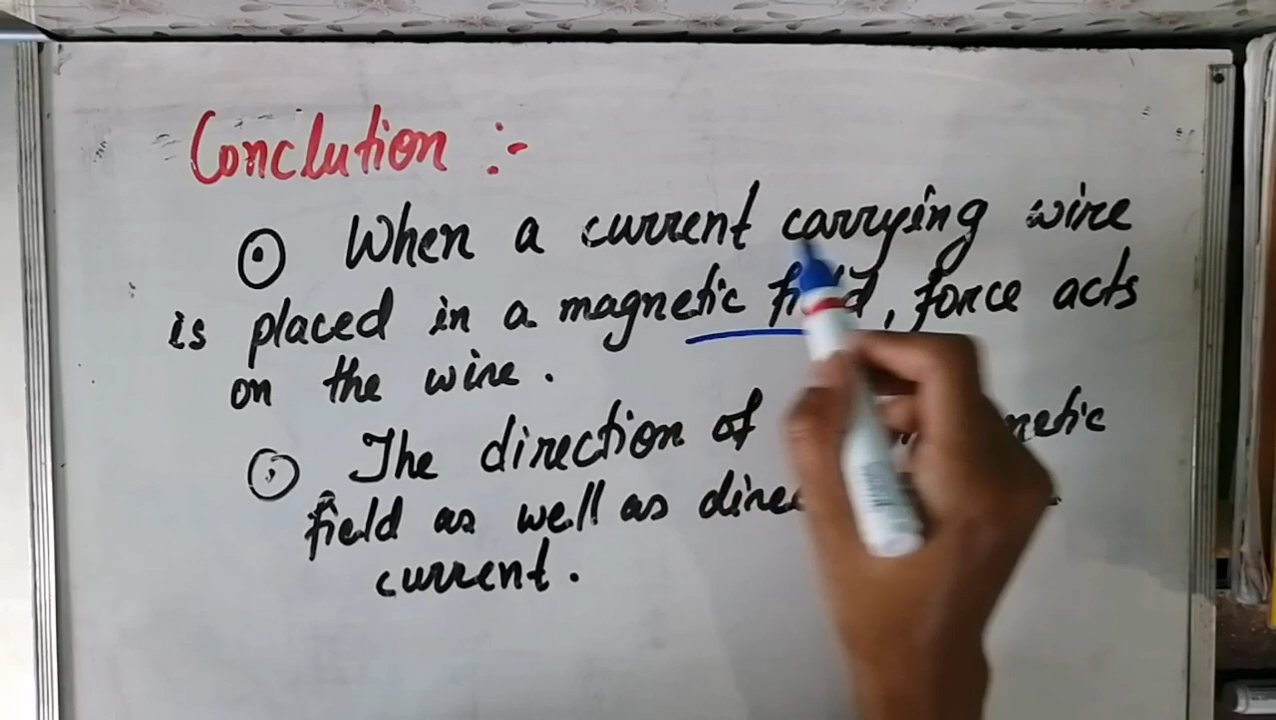 Conclution :-
⊙ When a current carrying wire
is placed in a magnetic field, force acts
on the wire.
⊙ The direction of
field as well as
current.